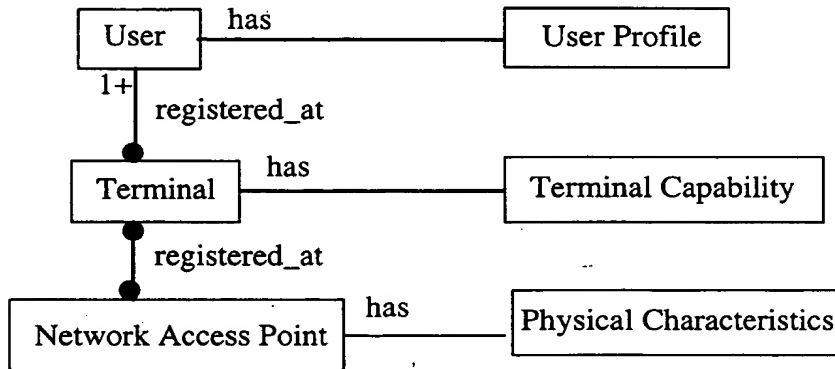 User
has
User Profile
1+
registered_at
Terminal
has
Terminal Capability
registered_at
Network Access Point
has
Physical Characteristics